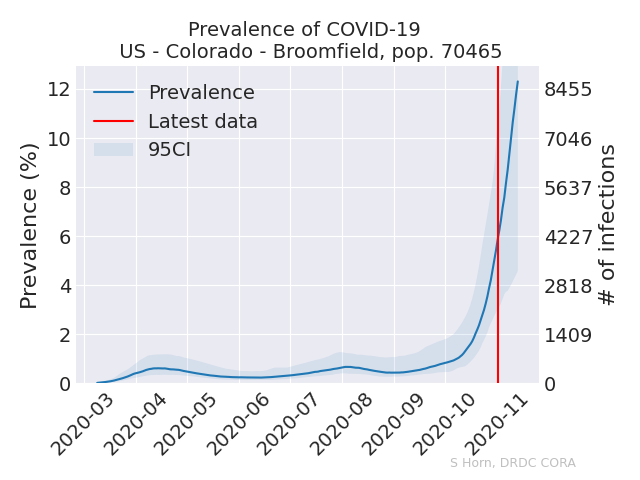 Prevalence of COVID-19
US - Colorado - Broomfield, pop. 70465
Prevalence (%)
12
10
8
6
4
2
0
Prevalence
Latest data
95CI
8455
7046
5637
4227
2818
1409
0
# of infections
2020-03
2020-04
2020-05
2020-06
2020-07
2020-08
2020-09
2020-10
2020-11
S Horn, DRDC CORA